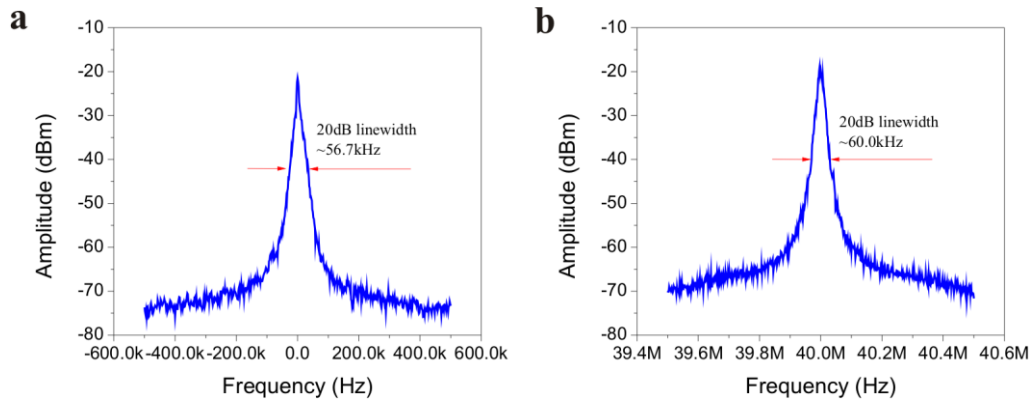 a
-10
-20
-30
-40
-50
-60
-70
-80
Amplitude (dBm)
20dB linewidth
~56.7kHz
-600.0k -400.0k -200.0k 0.0 200.0k 400.0k 600.0k
Frequency (Hz)
b
-10
-20
-30
-40
-50
-60
-70
-80
Amplitude (dBm)
20dB linewidth
~60.0kHz
39.4M 39.6M 39.8M 40.0M 40.2M 40.4M 40.6M
Frequency (Hz)